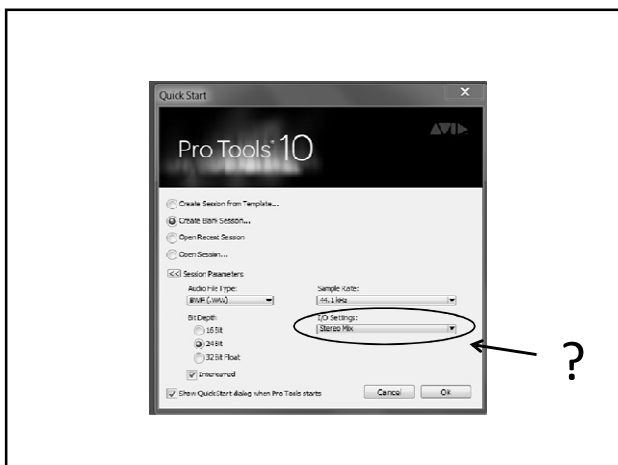 Quick Start
AVID
Pro Tools 10
Create Session from Template...
Create Blank Session...
Open Recent Session
Open Session...
<< Session Parameters
Audio File Type: Sample Rate:
BWF (.WAV) 44.1 kHz
Bit Depth: I/O Settings:
16 Bit Stereo Mix
24 Bit
32 Bit Float
Interleaved
Show QuickStart dialog when Pro Tools starts Cancel OK
?